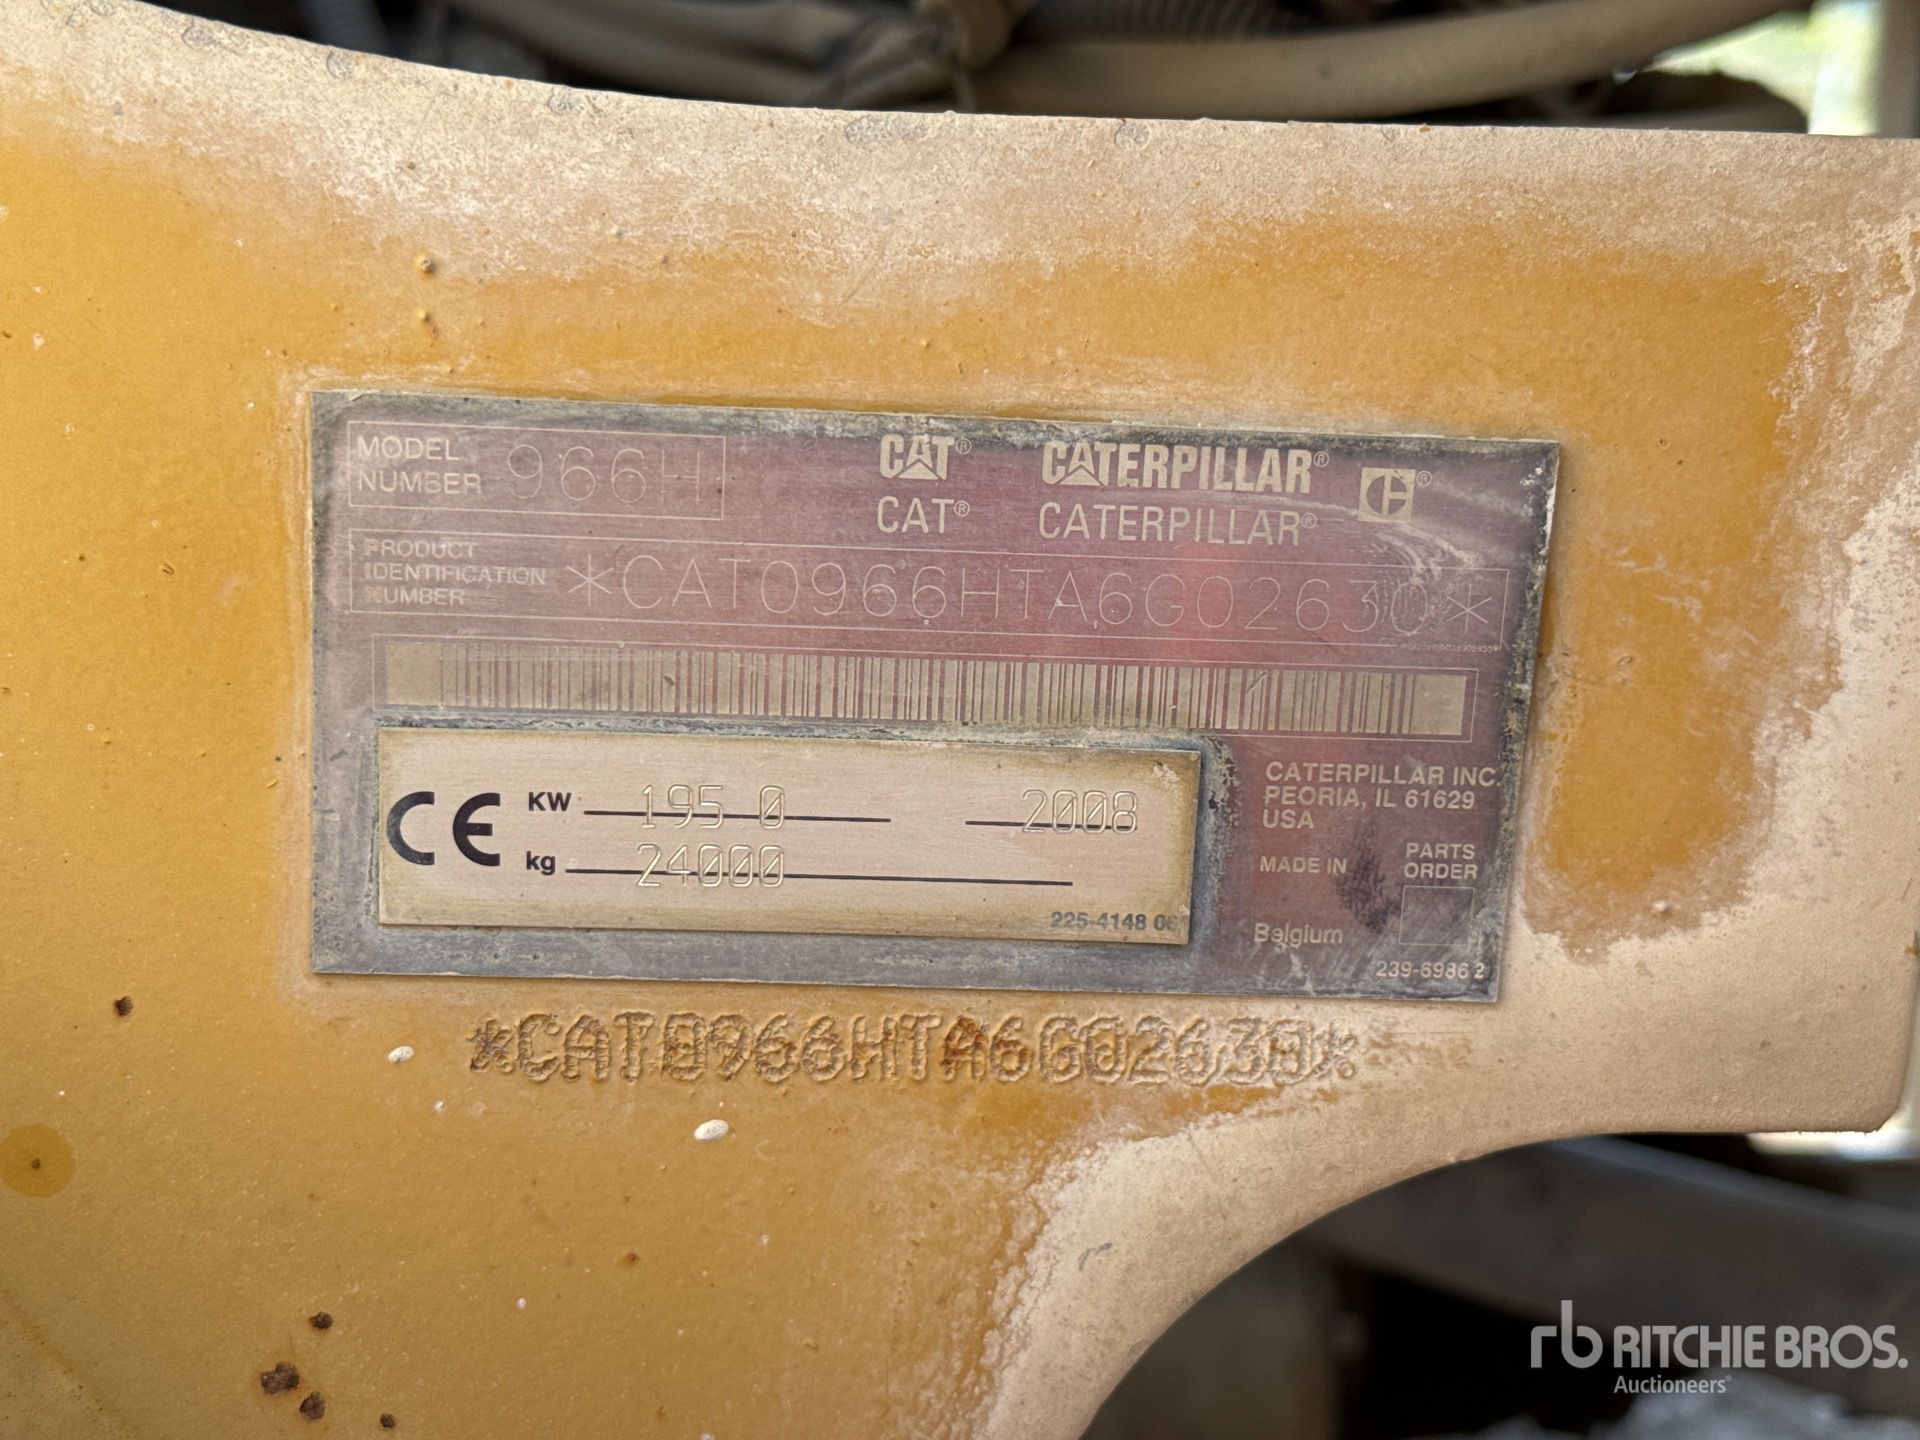 MODEL NUMBER 966H
CAT® CATERPILLAR®
CAT® CATERPILLAR®
PRODUCT IDENTIFICATION NUMBER *CAT0966HTA6G02630*
CE KW 195.0 2008
kg 24000
225-4148
CATERPILLAR INC.
PEORIA, IL 61629
USA
MADE IN Belgium
PARTS ORDER
239-6986 2
*CAT0966HTA6G02630*
rb RITCHIE BROS.
Auctioneers